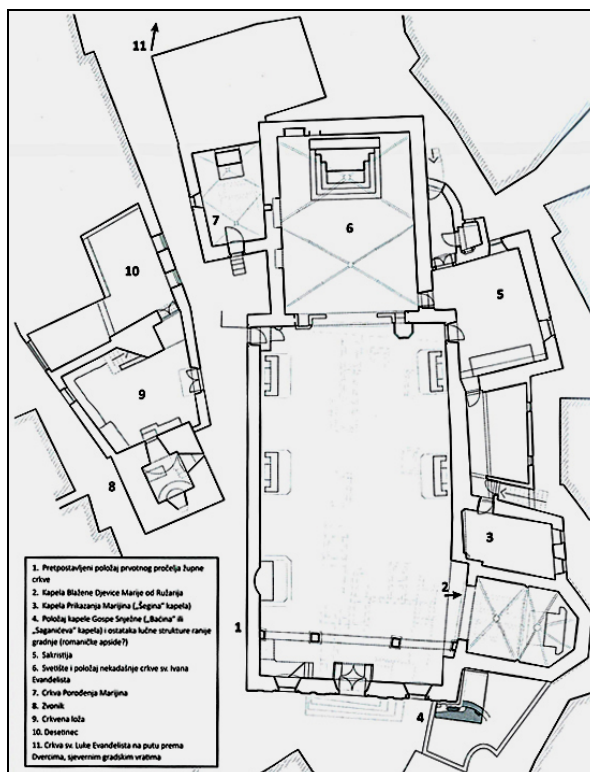 11
10
7
6
5
9
8
3
2
1
4
1. Pretpostavljeni položaj prvotnog pročelja župne
crkve
2. Kapela Blažene Djevice Marije od Ružarija
3. Kapela Prikazanja Marijina („Šegina” kapela)
4. Položaj kapele Gospe Snježne („Bačina” ili
„Saganićeva” kapela) i ostataka lučne strukture ranije
gradnje (romaničke apside?)
5. Sakristija
6. Svetište i položaj nekadašnje crkve sv. Ivana
Evanđelista
7. Crkva Porođenja Marijina
8. Zvonik
9. Crkvena loža
10. Desetinec
11. Crkva sv. Luke Evanđelista na putu prema
Dvercima, sjevernim gradskim vratima